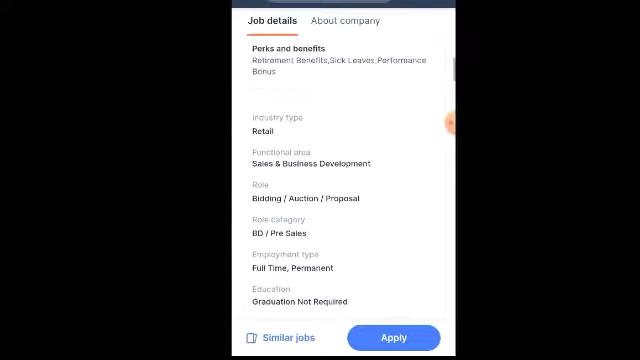 Job details About company
Perks and benefits
Retirement Benefits,Sick Leaves,Performance
Bonus
Industry type
Retail
Functional area
Sales & Business Development
Role
Bidding / Auction / Proposal
Role category
BD / Pre Sales
Employment type
Full Time, Permanent
Education
Graduation Not Required
Similar jobs Apply